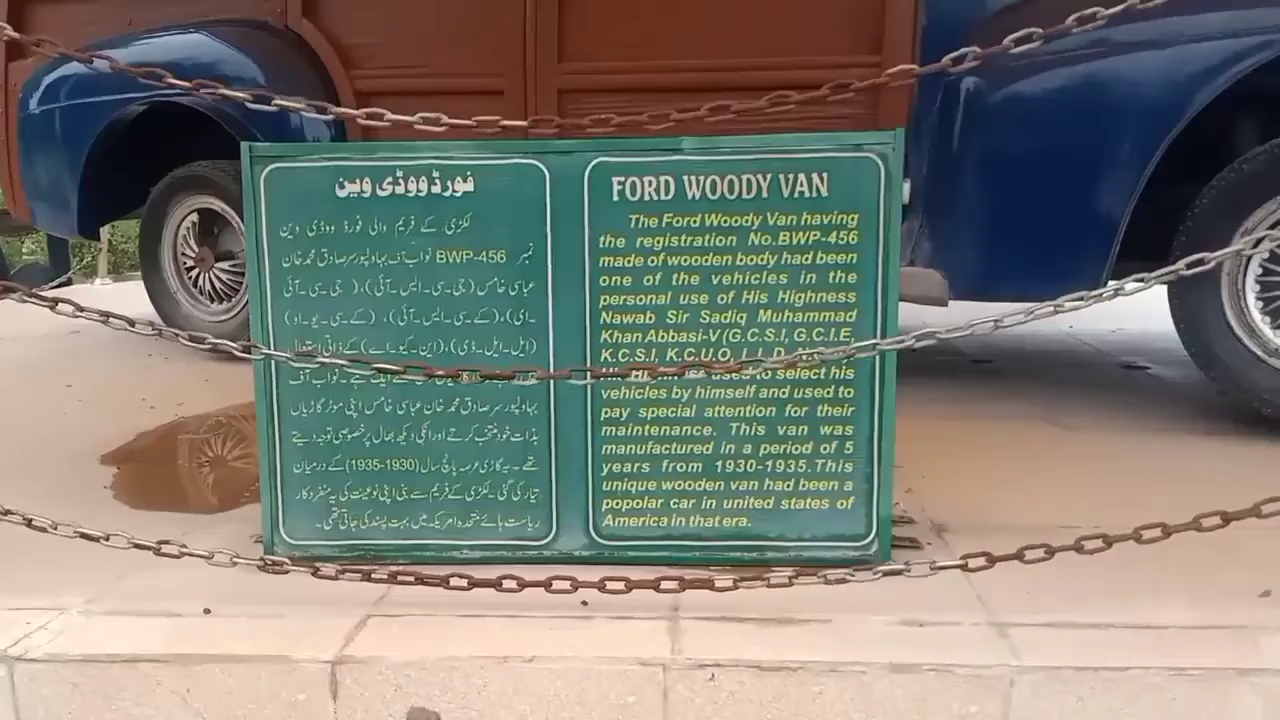 فورڈ ووڈی وین
لکڑی کے فریم والی فورڈ ووڈی وین
نمبر BWP-456 نواب آف بہاولپور سر صادق محمد خان
عباسی خامس (جی-سی-ایس-آئی)، (جی-سی-آئی
-ای)، (کے-سی-ایس-آئی)، (کے-سی-یو-او)
(ایل-ایل-ڈی)، (این-کیو-اے) کے ذاتی استعمال
ایک ہے۔ نواب آف
بہاولپور سر صادق محمد خان عباسی خامس اپنی موٹر گاڑیاں
بذات خود منتخب کرتے اور انکی دیکھ بھال پر خصوصی توجہ دیتے
تھے۔ یہ گاڑی عرصہ پانچ سال (1930-1935) کے درمیان
تیار کی گئی۔ لکڑی کے فریم سے بنی اپنی نوعیت کی یہ منفرد کار
ریاست ہائے متحدہ امریکہ میں بہت پسند کی جاتی تھی۔
FORD WOODY VAN
The Ford Woody Van having
the registration No.BWP-456
made of wooden body had been
one of the vehicles in the
personal use of His Highness
Nawab Sir Sadiq Muhammad
Khan Abbasi-V (G.C.S.I, G.C.I.E,
K.C.S.I, K.C.U.O,
used to select his
vehicles by himself and used to
pay special attention for their
maintenance. This van was
manufactured in a period of 5
years from 1930-1935.This
unique wooden van had been a
popolar car in united states of
America in that era.